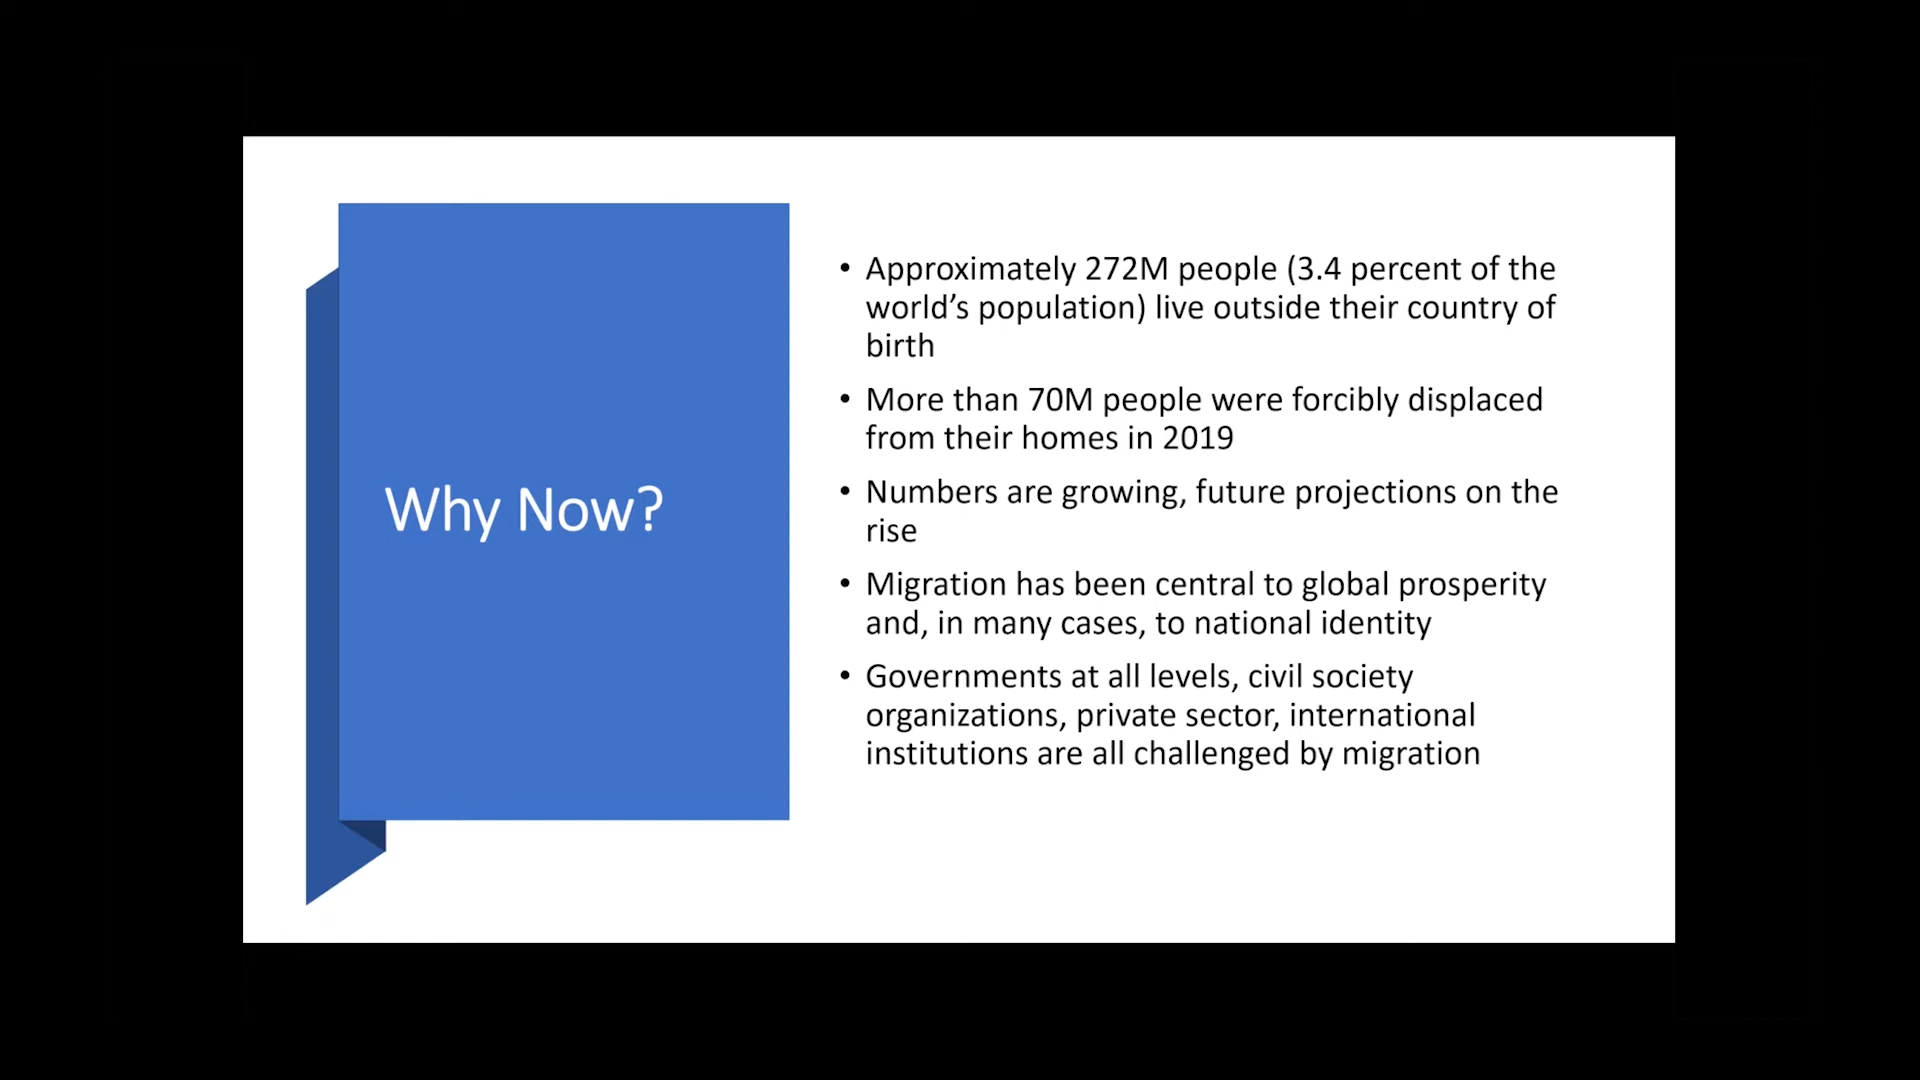 Why Now?
• Approximately 272M people (3.4 percent of the
world’s population) live outside their country of
birth
• More than 70M people were forcibly displaced
from their homes in 2019
• Numbers are growing, future projections on the
rise
• Migration has been central to global prosperity
and, in many cases, to national identity
• Governments at all levels, civil society
organizations, private sector, international
institutions are all challenged by migration